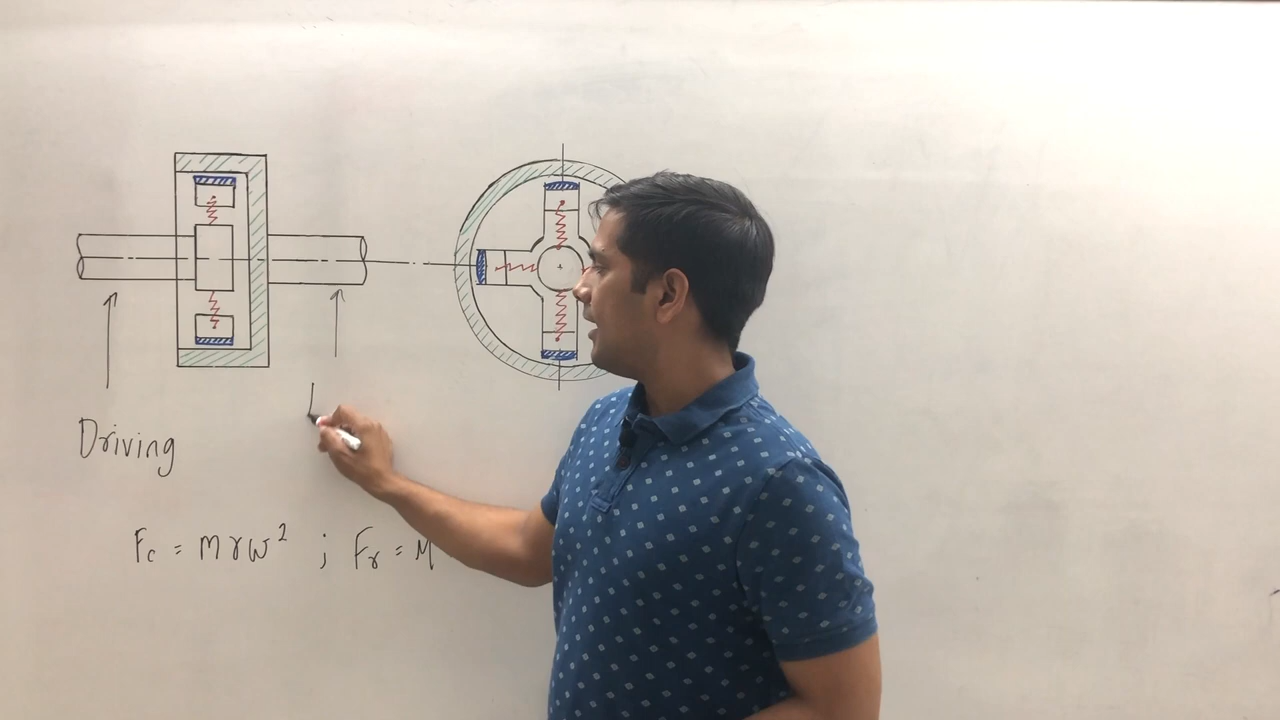 Driving
Fc = mrω² ; Fr = μ